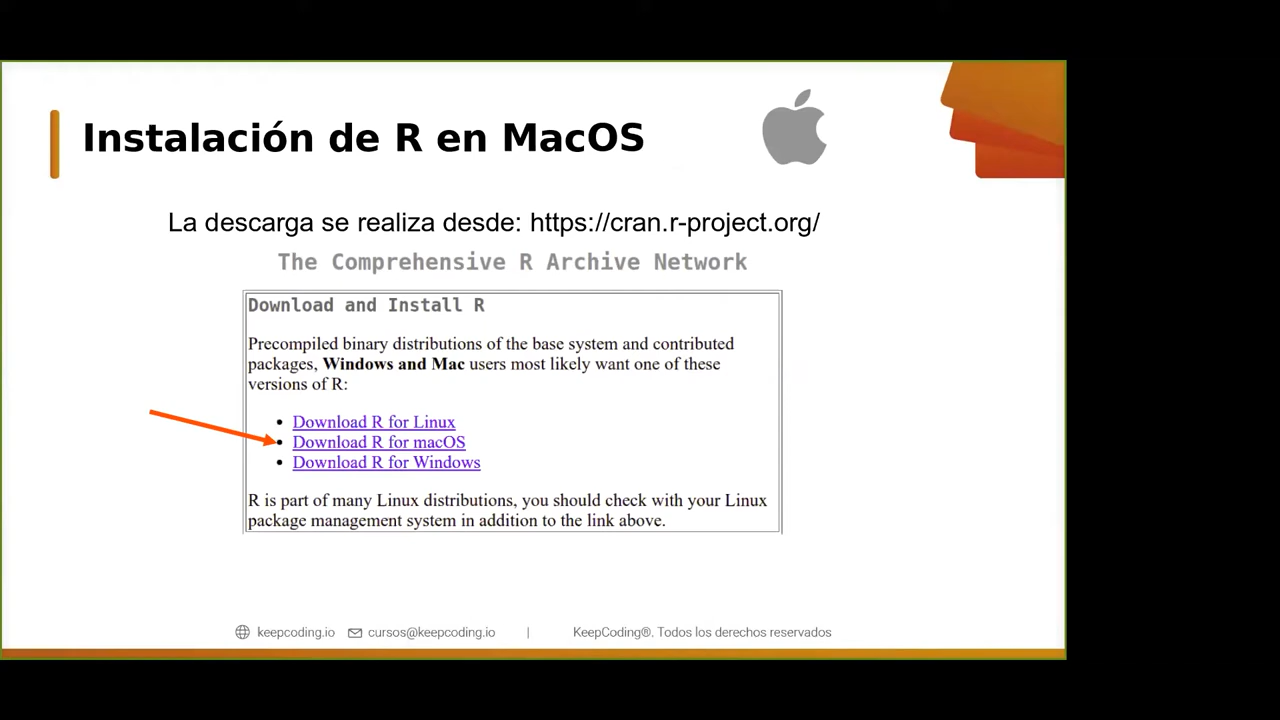 Instalación de R en MacOS
La descarga se realiza desde: https://cran.r-project.org/
The Comprehensive R Archive Network
Download and Install R
Precompiled binary distributions of the base system and contributed
packages, Windows and Mac users most likely want one of these
versions of R:
• Download R for Linux
• Download R for macOS
• Download R for Windows
R is part of many Linux distributions, you should check with your Linux
package management system in addition to the link above.
keepcoding.io cursos@keepcoding.io | KeepCoding®. Todos los derechos reservados